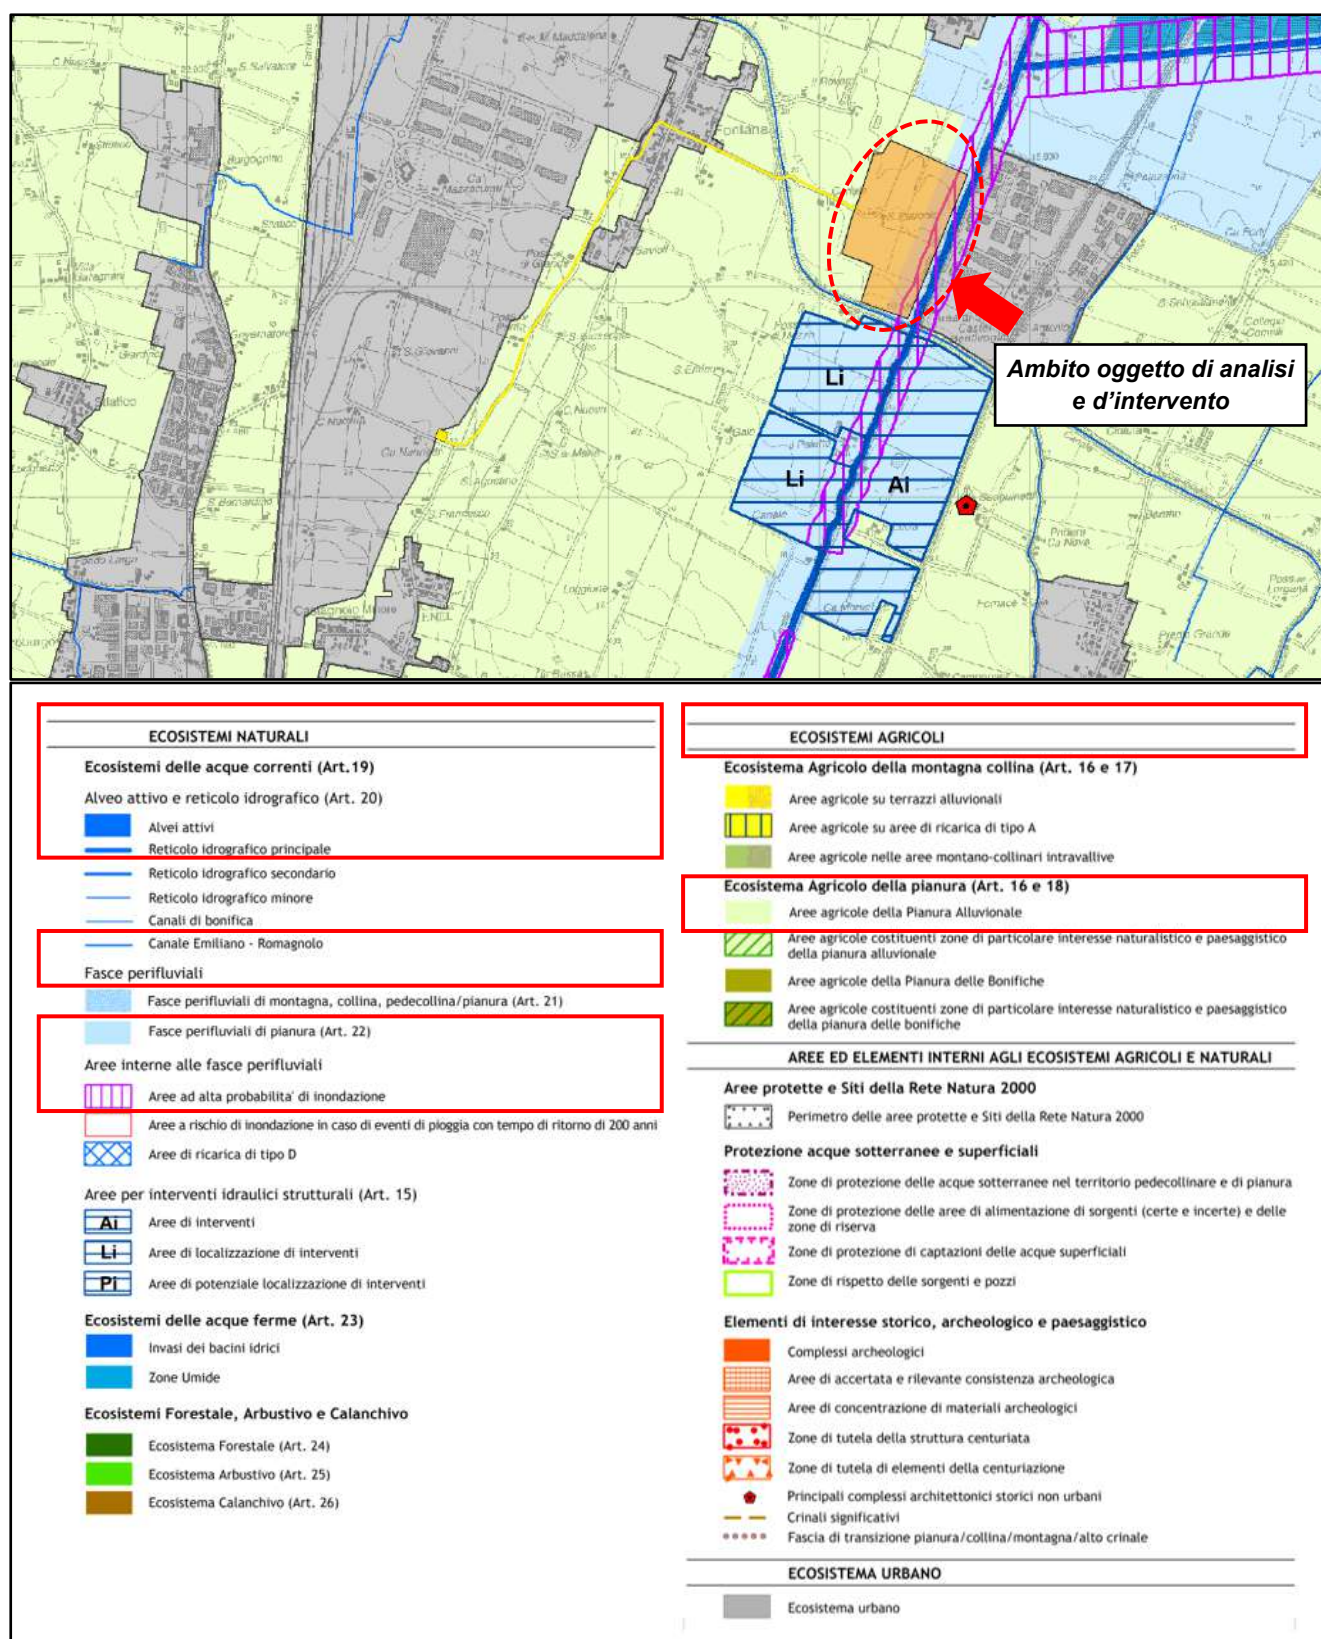 Fontana
S. Giovanni
S. Bernardino
S. Francesco
S. Agostino
Castagnolo Minore
ENEL
Fornace
Li
Li
Ai
Ambito oggetto di analisi
e d'intervento
ECOSISTEMI NATURALI
Ecosistemi delle acque correnti (Art.19)
Alveo attivo e reticolo idrografico (Art. 20)
Alvei attivi
Reticolo idrografico principale
Reticolo idrografico secondario
Reticolo idrografico minore
Canali di bonifica
Canale Emiliano - Romagnolo
Fasce perifluviali
Fasce perifluviali di montagna, collina, pedecollina/pianura (Art. 21)
Fasce perifluviali di pianura (Art. 22)
Aree interne alle fasce perifluviali
Aree ad alta probabilita' di inondazione
Aree a rischio di inondazione in caso di eventi di pioggia con tempo di ritorno di 200 anni
Aree di ricarica di tipo D
Aree per interventi idraulici strutturali (Art. 15)
Ai Aree di interventi
Li Aree di localizzazione di interventi
Pi Aree di potenziale localizzazione di interventi
Ecosistemi delle acque ferme (Art. 23)
Invasi dei bacini idrici
Zone Umide
Ecosistemi Forestale, Arbustivo e Calanchivo
Ecosistema Forestale (Art. 24)
Ecosistema Arbustivo (Art. 25)
Ecosistema Calanchivo (Art. 26)
ECOSISTEMI AGRICOLI
Ecosistema Agricolo della montagna collina (Art. 16 e 17)
Aree agricole su terrazzi alluvionali
Aree agricole su aree di ricarica di tipo A
Aree agricole nelle aree montano-collinari intravallive
Ecosistema Agricolo della pianura (Art. 16 e 18)
Aree agricole della Pianura Alluvionale
Aree agricole costituenti zone di particolare interesse naturalistico e paesaggistico
della pianura alluvionale
Aree agricole della Pianura delle Bonifiche
Aree agricole costituenti zone di particolare interesse naturalistico e paesaggistico
della pianura delle bonifiche
AREE ED ELEMENTI INTERNI AGLI ECOSISTEMI AGRICOLI E NATURALI
Aree protette e Siti della Rete Natura 2000
Perimetro delle aree protette e Siti della Rete Natura 2000
Protezione acque sotterranee e superficiali
Zone di protezione delle acque sotterranee nel territorio pedecollinare e di pianura
Zone di protezione delle aree di alimentazione di sorgenti (certe e incerte) e delle
zone di riserva
Zone di protezione di captazioni delle acque superficiali
Zone di rispetto delle sorgenti e pozzi
Elementi di interesse storico, archeologico e paesaggistico
Complessi archeologici
Aree di accertata e rilevante consistenza archeologica
Aree di concentrazione di materiali archeologici
Zone di tutela della struttura centuriata
Zone di tutela di elementi della centuriazione
Principali complessi architettonici storici non urbani
Crinali significativi
Fascia di transizione pianura/collina/montagna/alto crinale
ECOSISTEMA URBANO
Ecosistema urbano